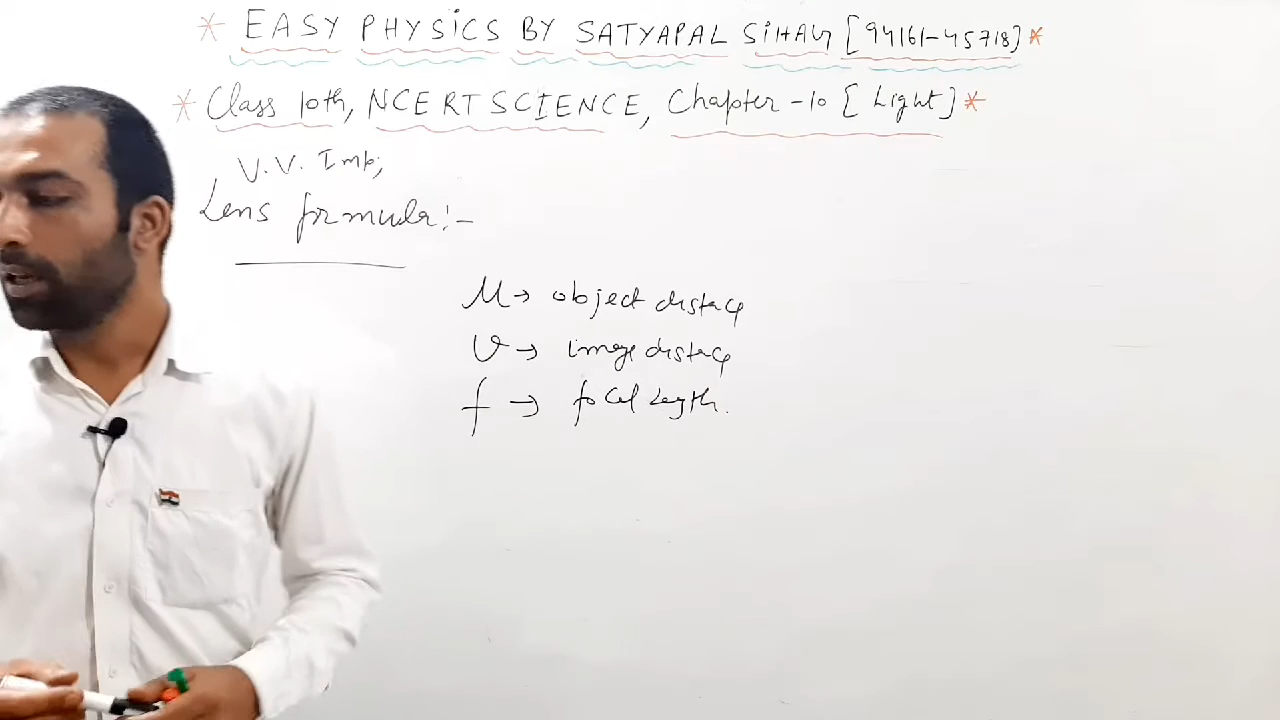 * EASY PHYSICS BY SATYAPAL SIHAG [94161-45718] *
* Class 10th, NCERT SCIENCE, Chapter-10 [Light] *
V.V. Imp;
Lens formula:-
u → object distance
v → image distance
f → focal length.